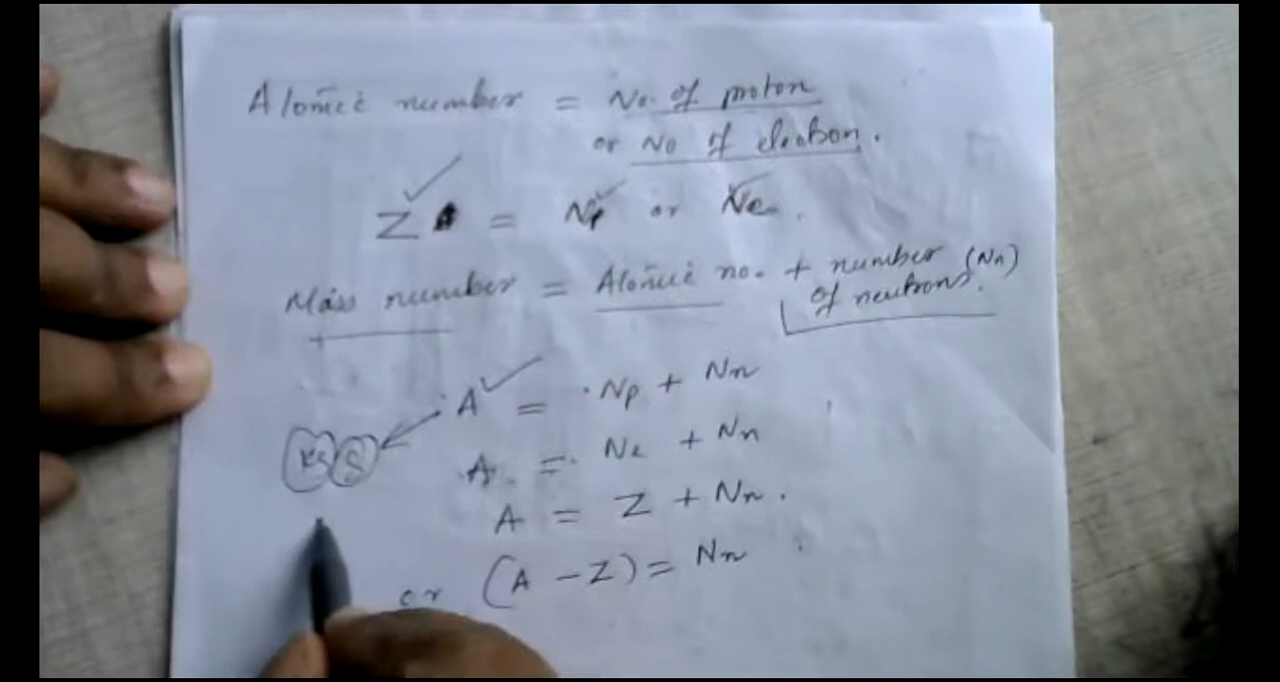 Atomic number = No. of proton
or No of electron.
Z = Np or Ne.
Mass number = Atomic no. + number (Nn)
of neutrons.
A = Np + Nn
Kg g
A = Ne + Nn
A = Z + Nn.
or (A - Z) = Nn